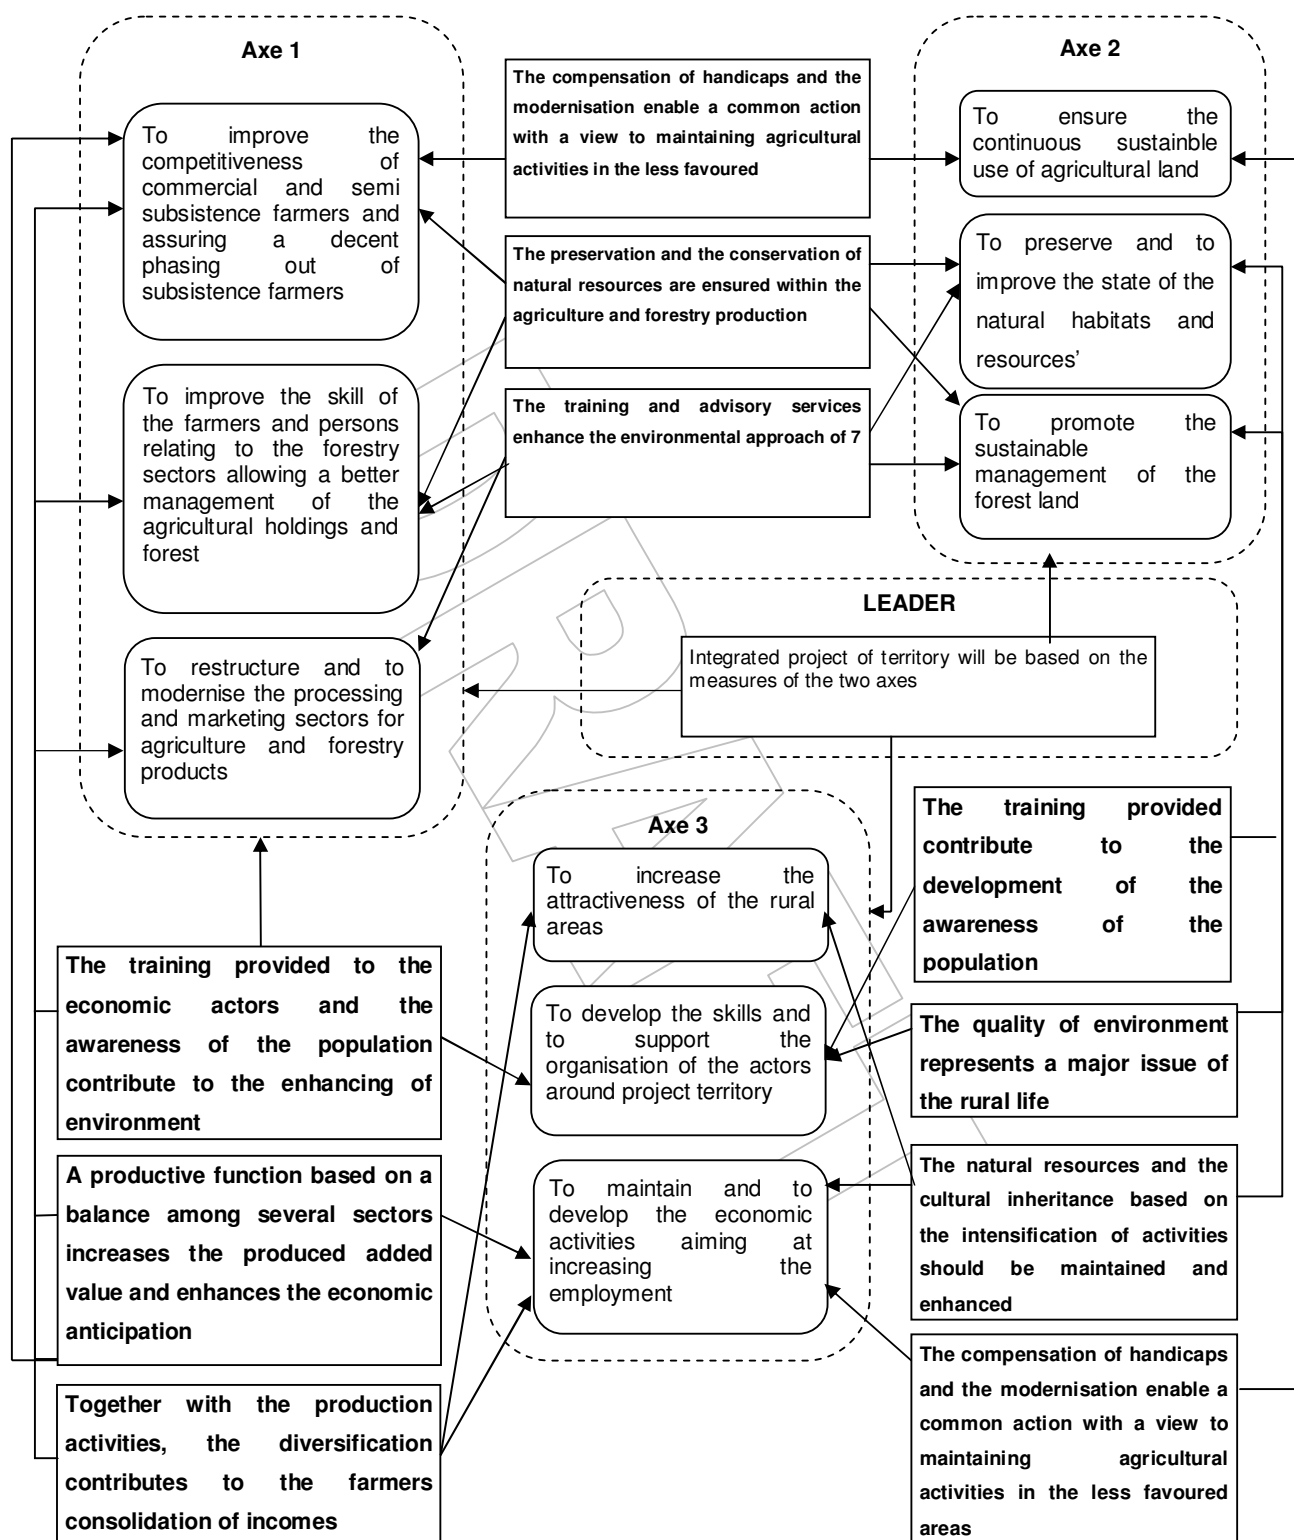 Axe 1
To improve the
competitiveness of
commercial and semi
subsistence farmers and
assuring a decent
phasing out of
subsistence farmers
To improve the skill of
the farmers and persons
relating to the forestry
sectors allowing a better
management of the
agricultural holdings and
forest
To restructure and to
modernise the processing
and marketing sectors for
agriculture and forestry
products
The compensation of handicaps and the
modernisation enable a common action
with a view to maintaining agricultural
activities in the less favoured
The preservation and the conservation of
natural resources are ensured within the
agriculture and forestry production
The training and advisory services
enhance the environmental approach of 7
Axe 2
To ensure the
continuous sustainble
use of agricultural land
To preserve and to
improve the state of the
natural habitats and
resources’
To promote the
sustainable
management of the
forest land
LEADER
Integrated project of territory will be based on the
measures of the two axes
Axe 3
To increase the
attractiveness of the rural
areas
To develop the skills and
to support the
organisation of the actors
around project territory
To maintain and to
develop the economic
activities aiming at
increasing the
employment
The training provided to the
economic actors and the
awareness of the population
contribute to the enhancing of
environment
A productive function based on a
balance among several sectors
increases the produced added
value and enhances the economic
anticipation
Together with the production
activities, the diversification
contributes to the farmers
consolidation of incomes
The training provided
contribute to the
development of the
awareness of the
population
The quality of environment
represents a major issue of
the rural life
The natural resources and the
cultural inheritance based on
the intensification of activities
should be maintained and
enhanced
The compensation of handicaps
and the modernisation enable a
common action with a view to
maintaining agricultural
activities in the less favoured
areas